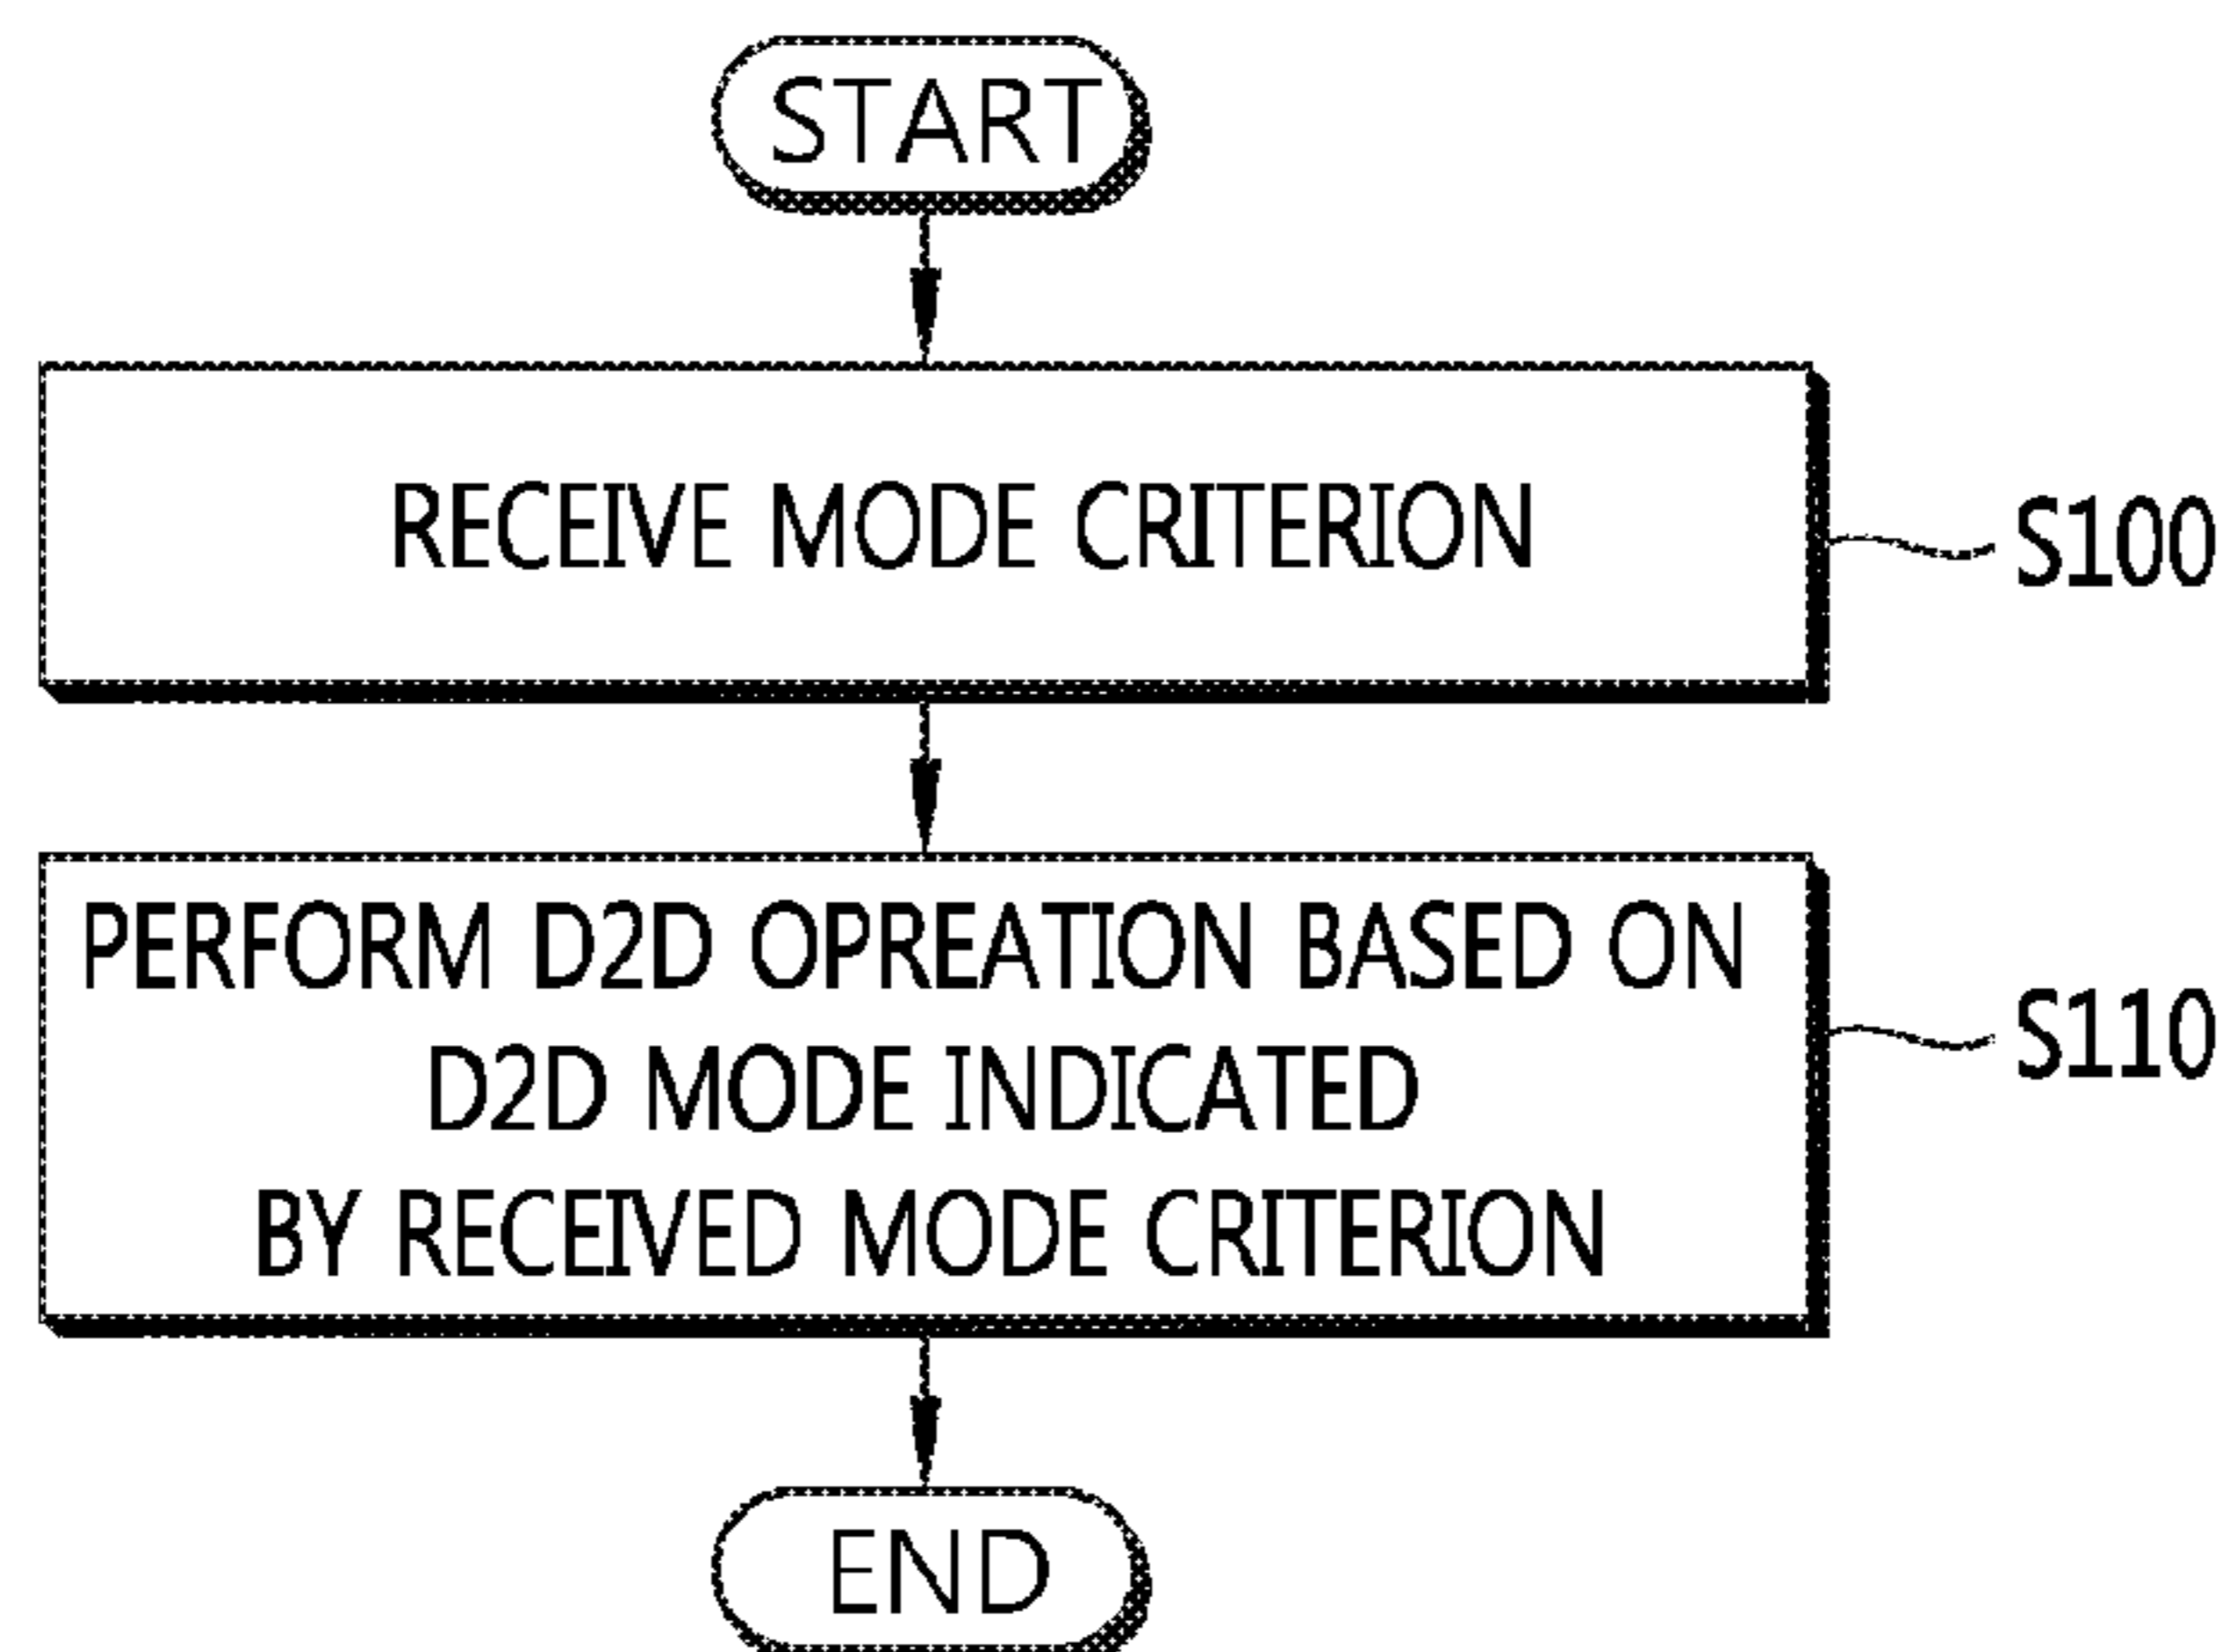 START
RECEIVE MODE CRITERION
S100
PERFORM D2D OPREATION BASED ON
D2D MODE INDICATED
BY RECEIVED MODE CRITERION
S110
END